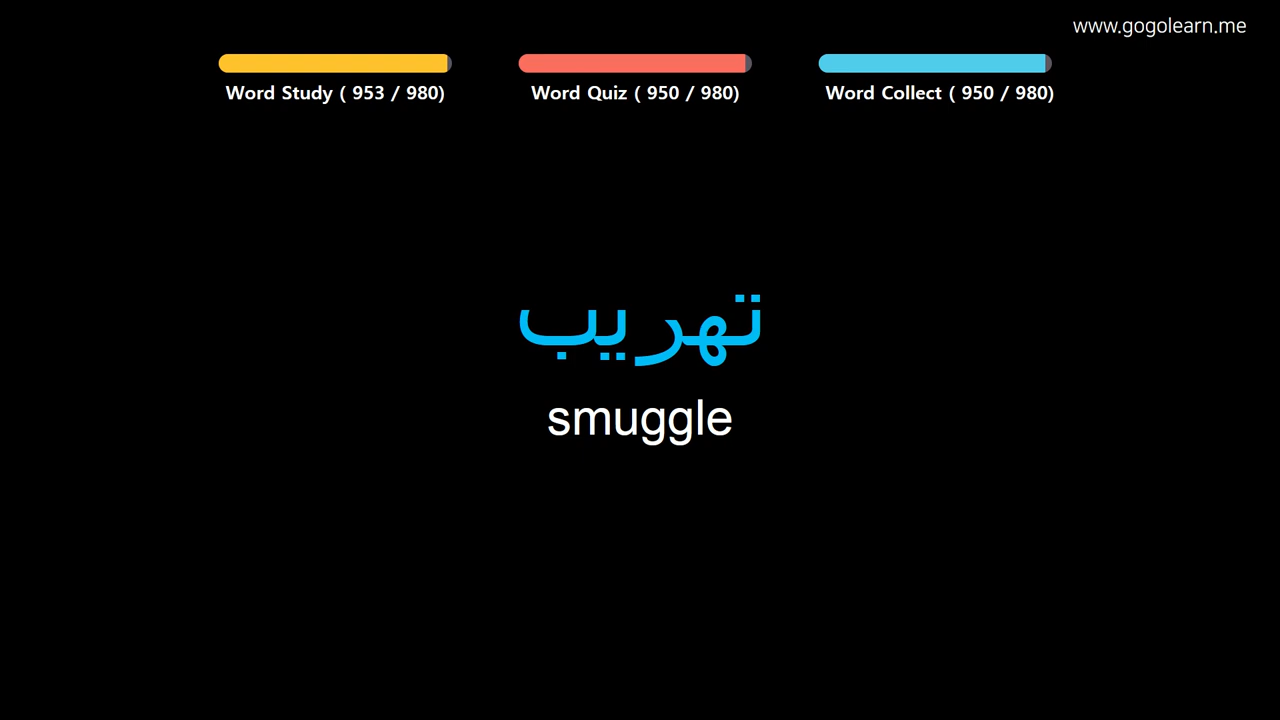 www.gogolearn.me
Word Study ( 953 / 980)
Word Quiz ( 950 / 980)
Word Collect ( 950 / 980)
تهريب
smuggle